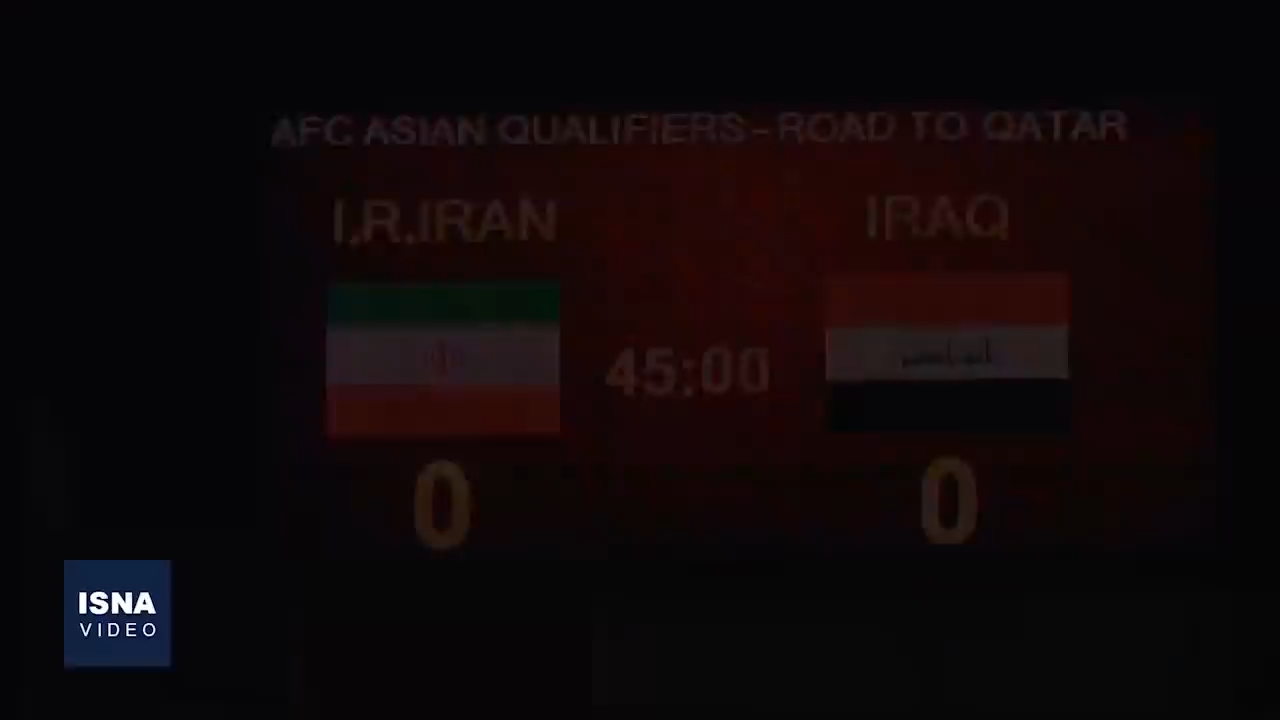 AFC ASIAN QUALIFIERS - ROAD TO QATAR
I.R.IRAN
IRAQ
45:00
0
0
ISNA
VIDEO